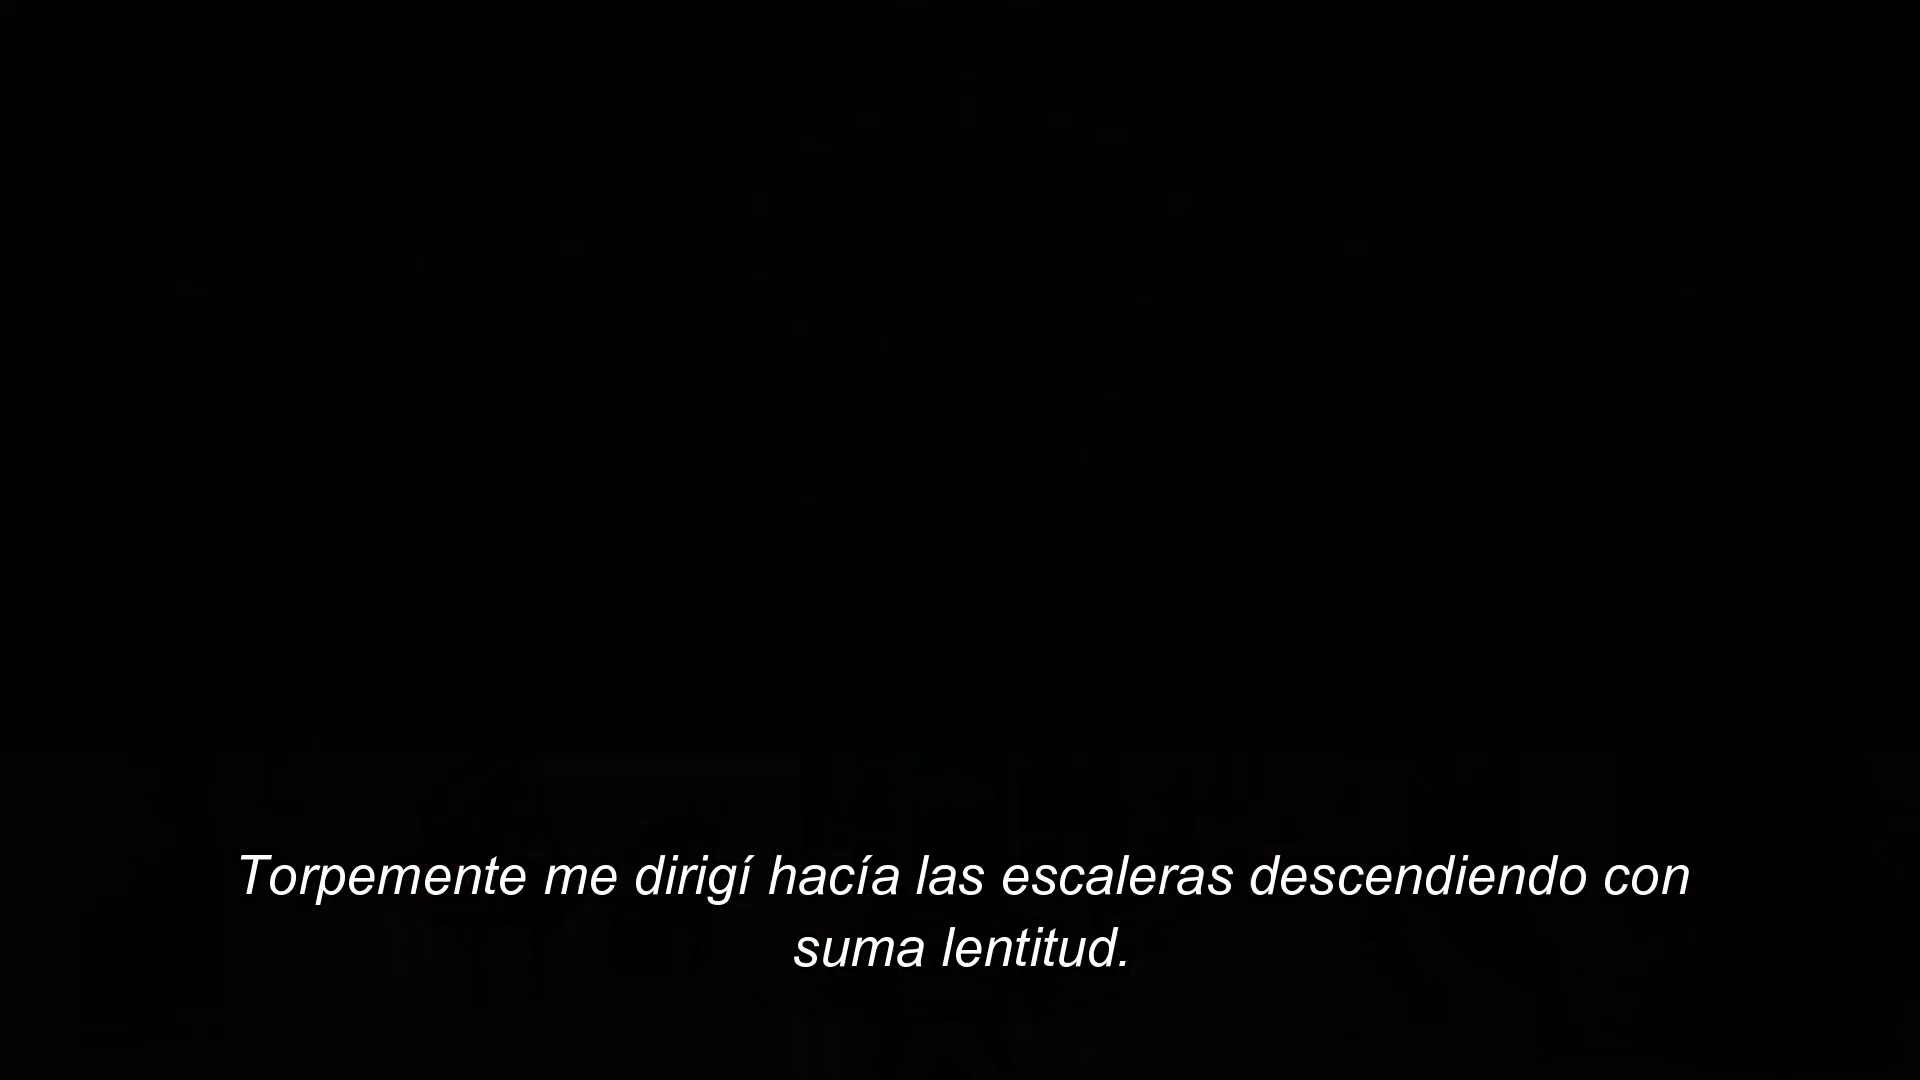 Torpemente me dirigí hacía las escaleras descendiendo con
suma lentitud.